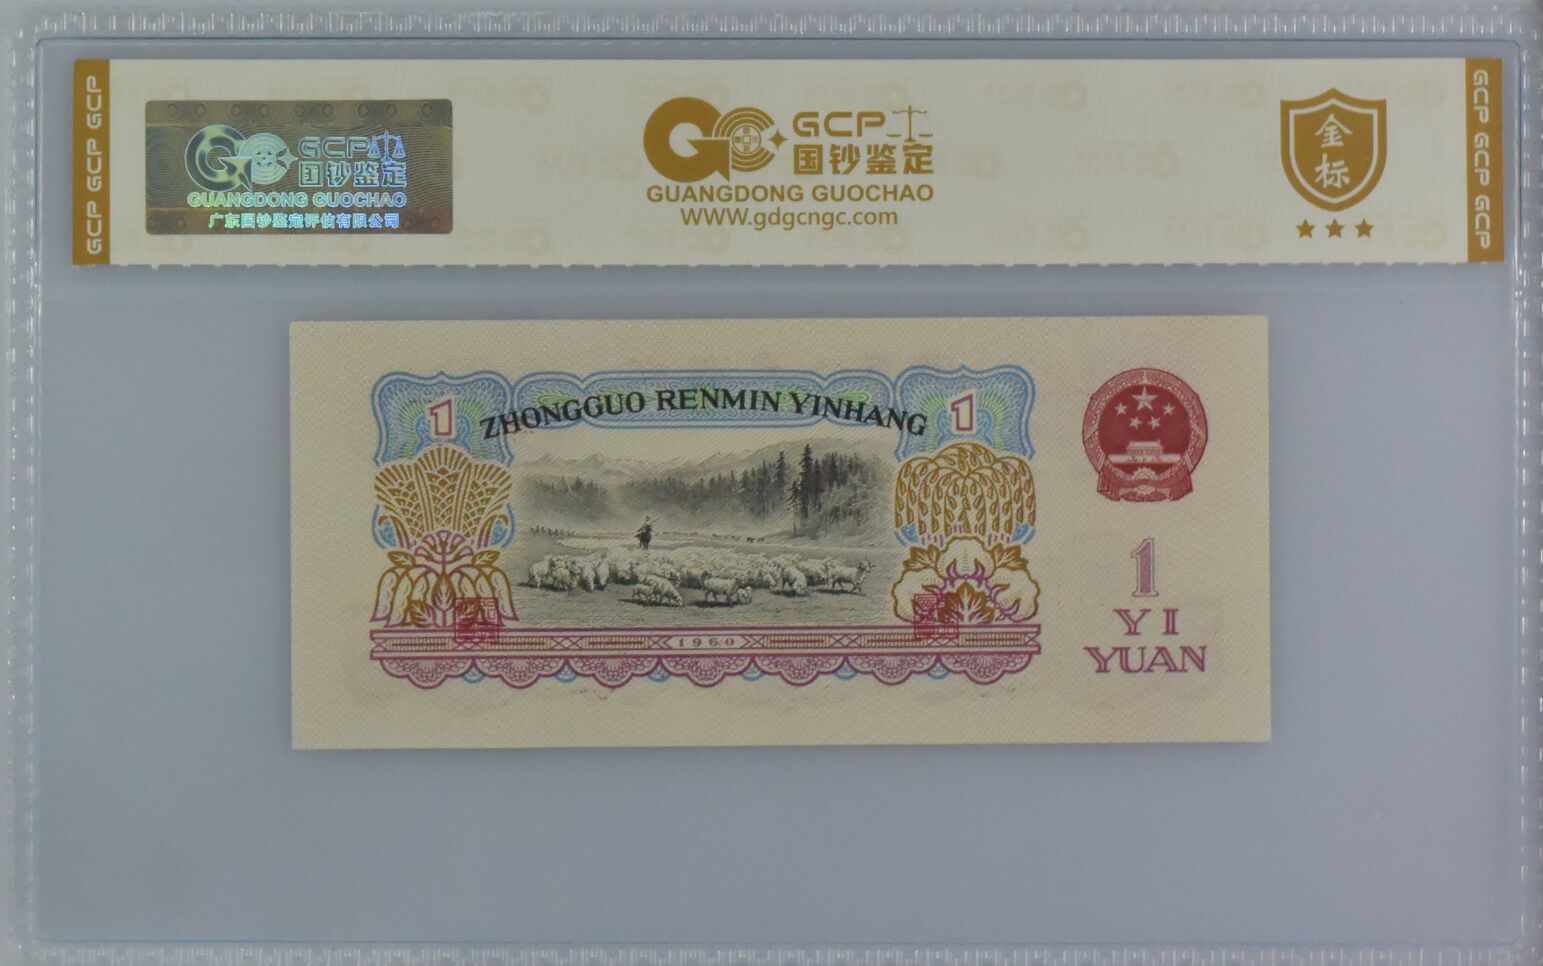 GCP GCP GCP
GCP
国钞鉴定
GUANGDONG GUOCHAO
广东国钞鉴定评估有限公司
GCP
国钞鉴定
GUANGDONG GUOCHAO
WWW.gdgcngc.com
金标
GCP GCP GCP
1
ZHONGGUO RENMIN YINHANG
1
1960
1
YI
YUAN